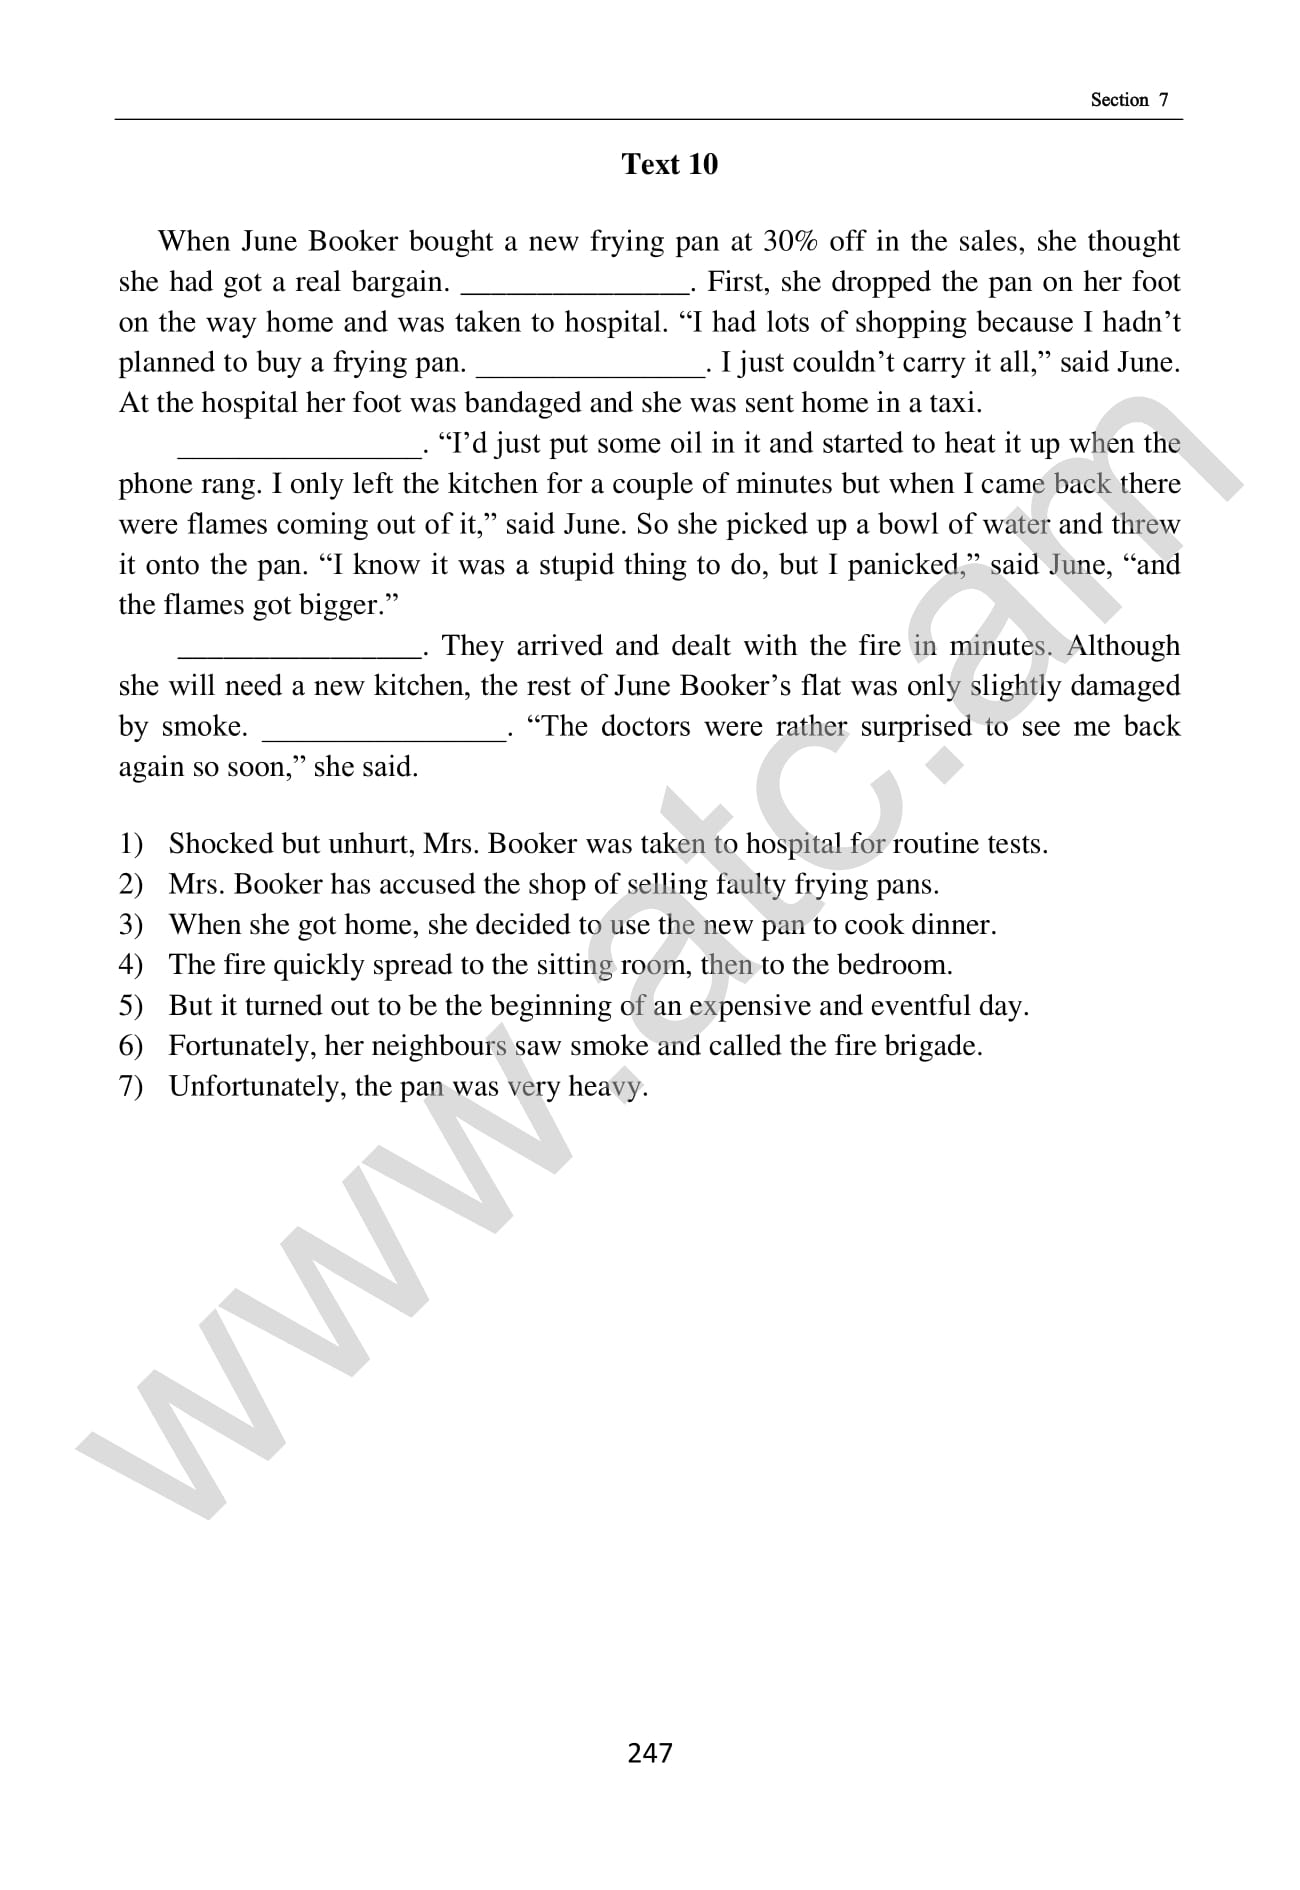 Section 7
Text 10
When June Booker bought a new frying pan at 30% off in the sales, she thought
she had got a real bargain. _______________. First, she dropped the pan on her foot
on the way home and was taken to hospital. “I had lots of shopping because I hadn’t
planned to buy a frying pan. _______________. I just couldn’t carry it all,” said June.
At the hospital her foot was bandaged and she was sent home in a taxi.
________________. “I’d just put some oil in it and started to heat it up when the
phone rang. I only left the kitchen for a couple of minutes but when I came back there
were flames coming out of it,” said June. So she picked up a bowl of water and threw
it onto the pan. “I know it was a stupid thing to do, but I panicked,” said June, “and
the flames got bigger.”
________________. They arrived and dealt with the fire in minutes. Although
she will need a new kitchen, the rest of June Booker’s flat was only slightly damaged
by smoke. ________________. “The doctors were rather surprised to see me back
again so soon,” she said.
1) Shocked but unhurt, Mrs. Booker was taken to hospital for routine tests.
2) Mrs. Booker has accused the shop of selling faulty frying pans.
3) When she got home, she decided to use the new pan to cook dinner.
4) The fire quickly spread to the sitting room, then to the bedroom.
5) But it turned out to be the beginning of an expensive and eventful day.
6) Fortunately, her neighbours saw smoke and called the fire brigade.
7) Unfortunately, the pan was very heavy.
www.atc.am
247